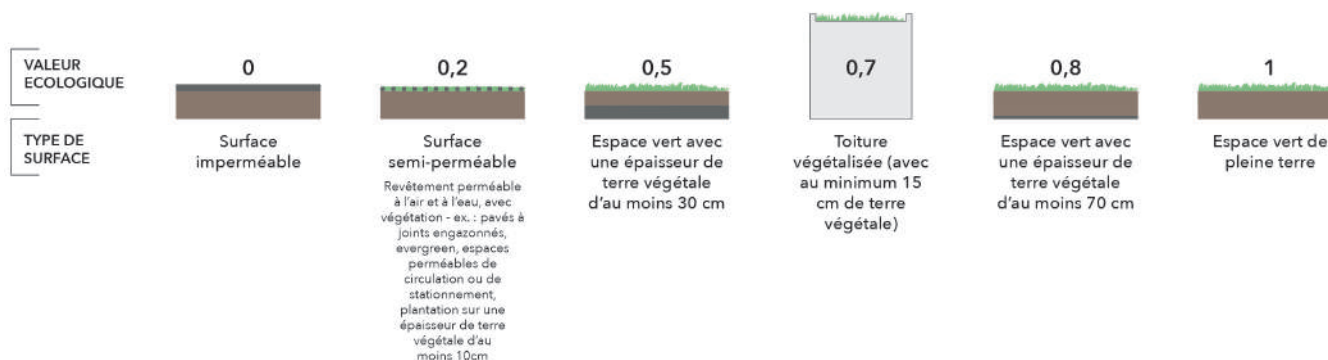 VALEUR
ECOLOGIQUE
0
0,2
0,5
0,7
0,8
1
TYPE DE
SURFACE
Surface
imperméable
Surface
semi-perméable
Revêtement perméable
à l'air et à l'eau, avec
végétation - ex. : pavés à
joints engazonnés,
evergreen, espaces
perméables de
circulation ou de
stationnement,
plantation sur une
épaisseur de terre
végétale d'au
moins 10cm
Espace vert avec
une épaisseur de
terre végétale
d'au moins 30 cm
Toiture
végétalisée (avec
au minimum 15
cm de terre
végétale)
Espace vert avec
une épaisseur de
terre végétale
d'au moins 70 cm
Espace vert de
pleine terre